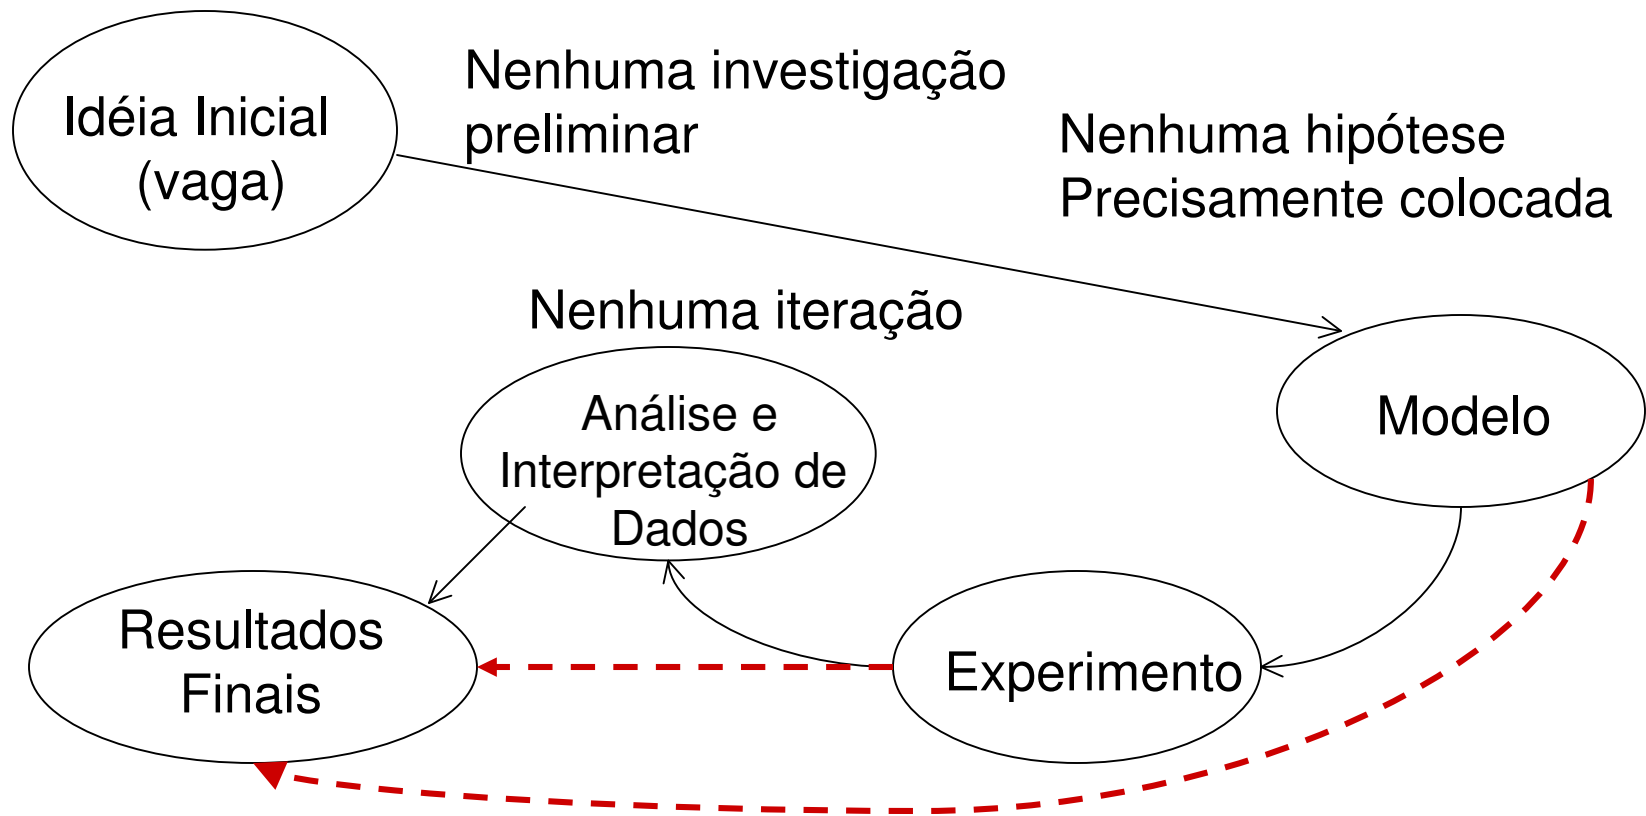 Idéia Inicial
(vaga)
Nenhuma investigação
preliminar
Nenhuma hipótese
Precisamente colocada
Nenhuma iteração
Análise e
Interpretação de
Dados
Modelo
Resultados
Finais
Experimento